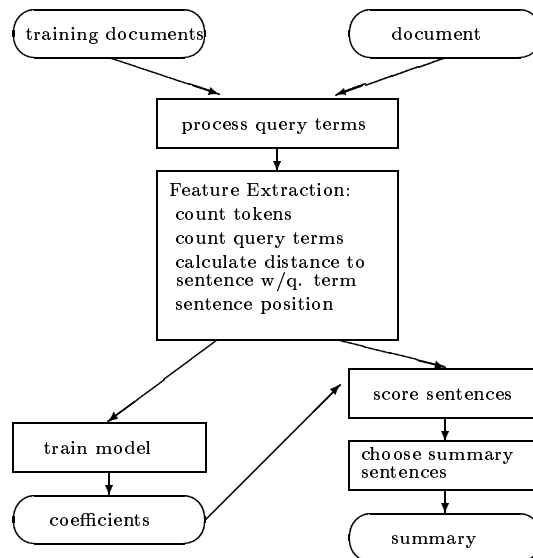 training documents
document
process query terms
Feature Extraction:
count tokens
count query terms
calculate distance to
sentence w/q. term
sentence position
score sentences
train model
choose summary
sentences
coefficients
summary